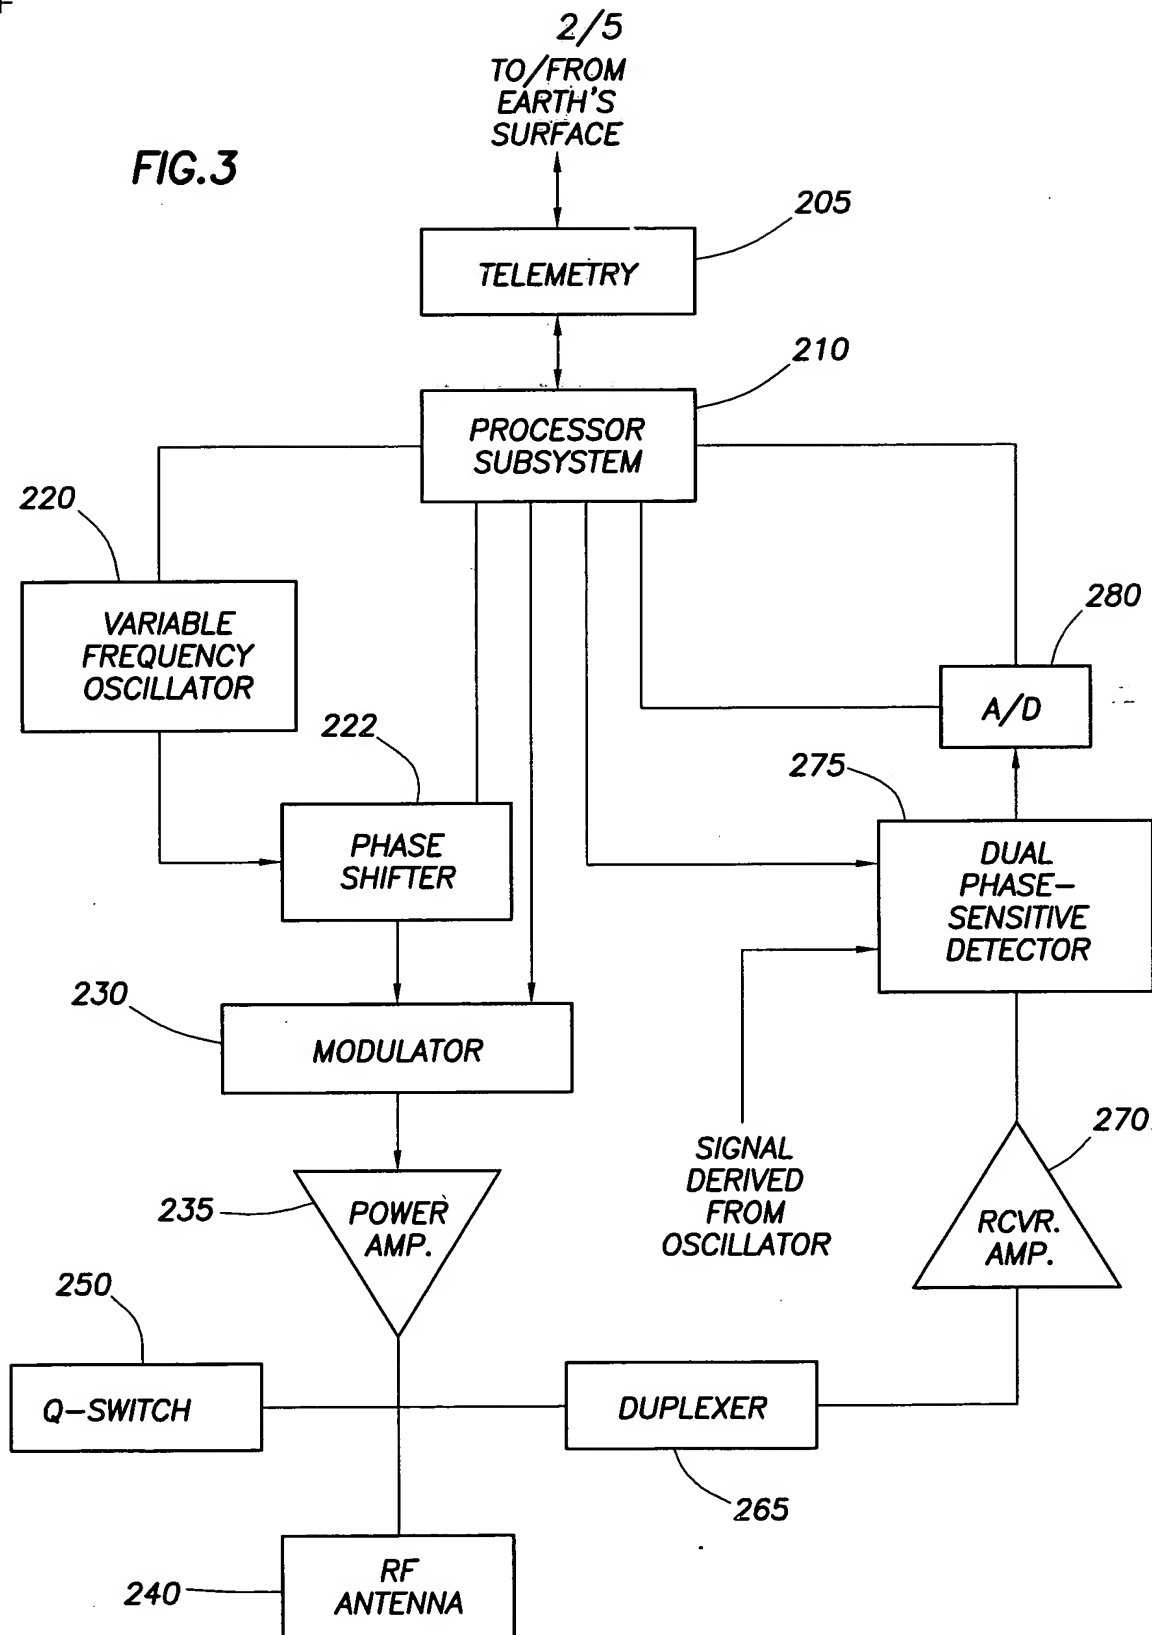 2/5
TO/FROM
EARTH'S
SURFACE
FIG.3
205
TELEMETRY
210
PROCESSOR
SUBSYSTEM
220
VARIABLE
FREQUENCY
OSCILLATOR
280
A/D
222
275
PHASE
SHIFTER
DUAL
PHASE-
SENSITIVE
DETECTOR
230
MODULATOR
270
SIGNAL
DERIVED
FROM
OSCILLATOR
235
POWER
AMP.
RCVR.
AMP.
250
Q-SWITCH
DUPLEXER
265
240
RF
ANTENNA